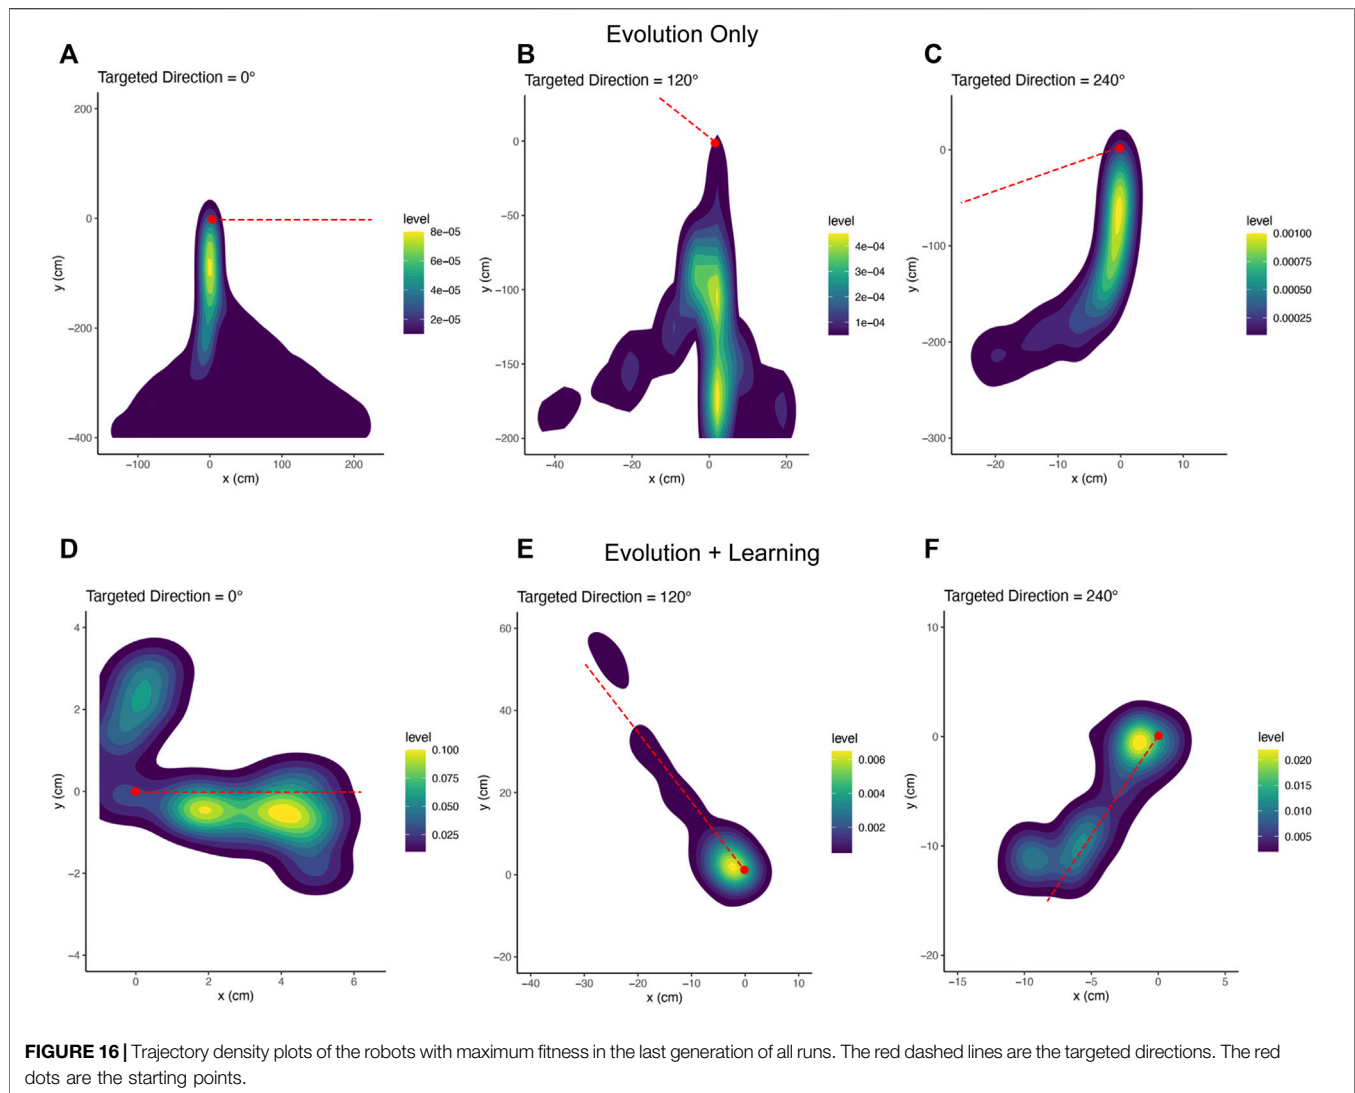 Evolution Only
A
Targeted Direction = 0°
200
0
−200
−400
y (cm)
−100
0
100
200
x (cm)
level
8e−05
6e−05
4e−05
2e−05
B
Targeted Direction = 120°
0
−50
−100
−150
−200
y (cm)
−40
−20
0
20
x (cm)
level
4e−04
3e−04
2e−04
1e−04
C
Targeted Direction = 240°
0
−100
−200
−300
y (cm)
−20
−10
0
10
x (cm)
level
0.00100
0.00075
0.00050
0.00025
Evolution + Learning
D
Targeted Direction = 0°
4
2
0
−2
−4
y (cm)
0
2
4
6
x (cm)
level
0.100
0.075
0.050
0.025
E
Targeted Direction = 120°
60
40
20
0
−20
y (cm)
−40
−30
−20
−10
0
10
x (cm)
level
0.006
0.004
0.002
F
Targeted Direction = 240°
10
0
−10
−20
y (cm)
−15
−10
−5
0
5
x (cm)
level
0.020
0.015
0.010
0.005
FIGURE 16 | Trajectory density plots of the robots with maximum fitness in the last generation of all runs. The red dashed lines are the targeted directions. The red
dots are the starting points.